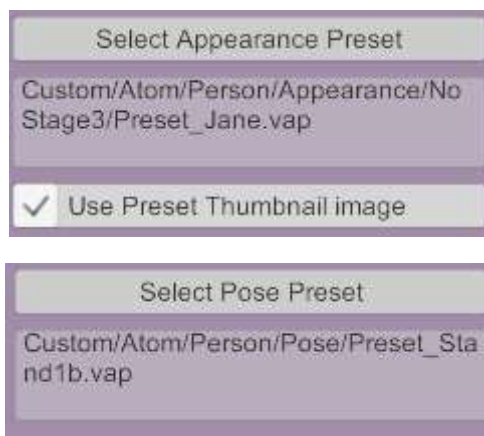 Select Appearance Preset
Custom/Atom/Person/Appearance/No
Stage3/Preset_Jane.vap
Use Preset Thumbnail image
Select Pose Preset
Custom/Atom/Person/Pose/Preset_Sta
nd1b.vap